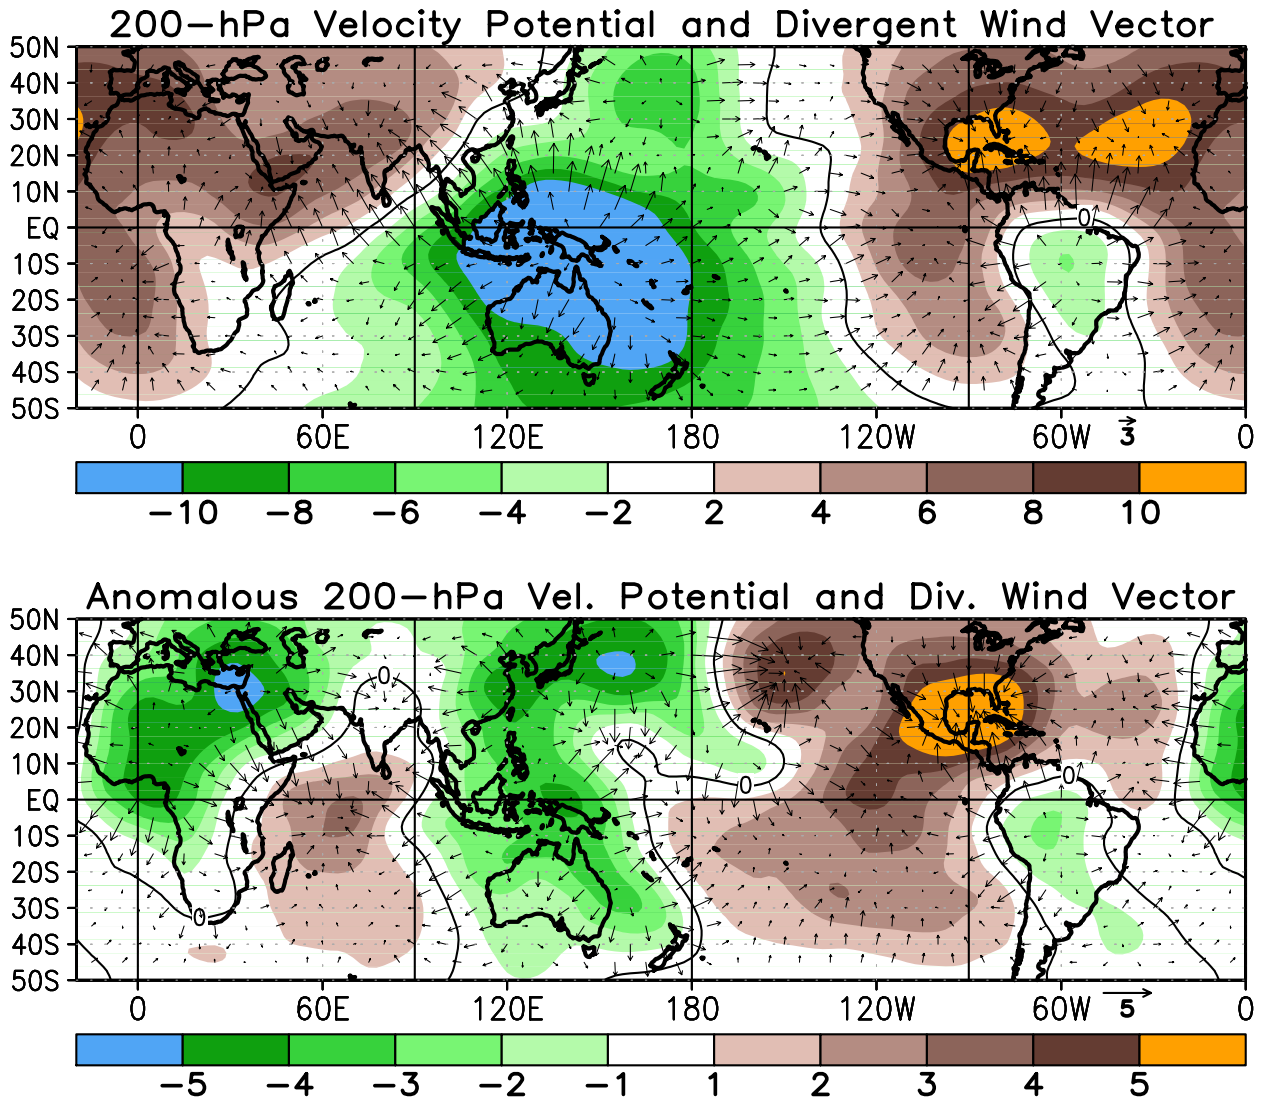 200-hPa Velocity Potential and Divergent Wind Vector
50N
40N
30N
20N
10N
EQ
10S
20S
30S
40S
50S
0
0 60E 120E 180 120W 60W 0
3
-10 -8 -6 -4 -2 2 4 6 8 10
Anomalous 200-hPa Vel. Potential and Div. Wind Vector
50N
40N
30N
20N
10N
EQ
10S
20S
30S
40S
50S
0
0
0
0
0 60E 120E 180 120W 60W 0
5
-5 -4 -3 -2 -1 1 2 3 4 5